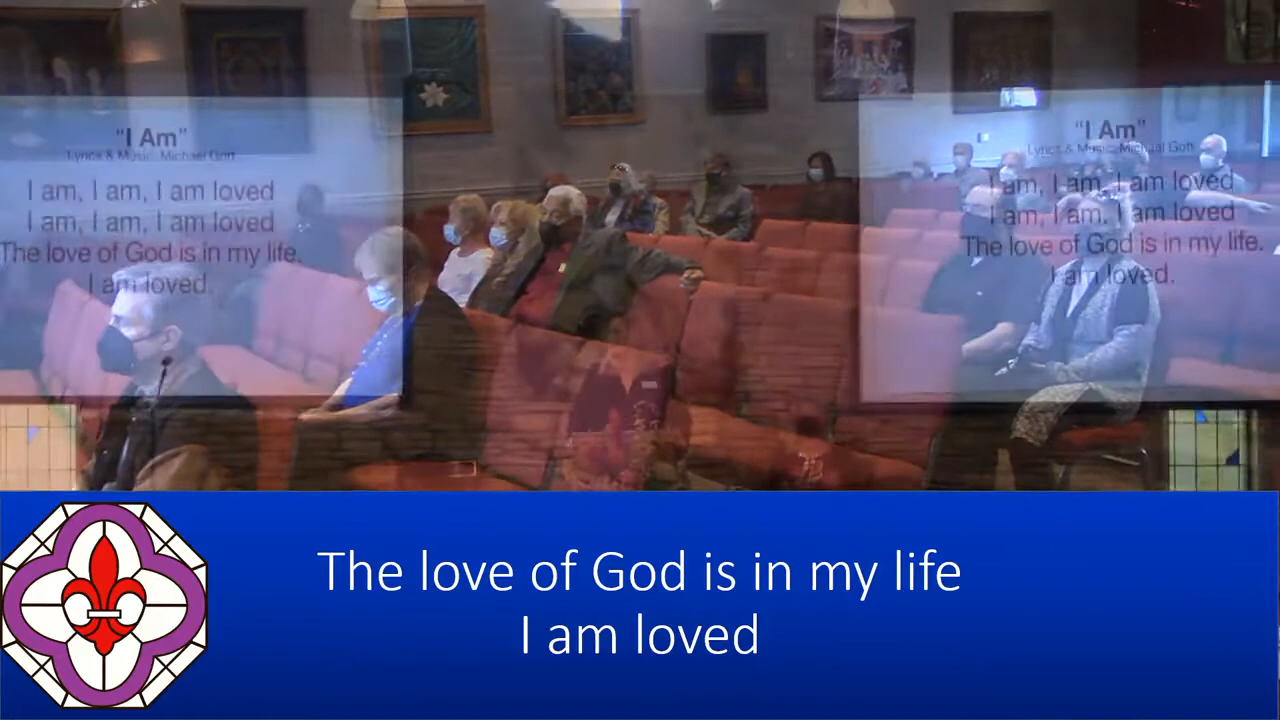 “I Am”
Lyrics & Music: Michael Gott
I am, I am, I am loved
I am, I am, I am loved
The love of God is in my life.
I am loved.
“I Am”
Lyrics & Music: Michael Gott
I am, I am, I am loved
I am, I am, I am loved
The love of God is in my life.
I am loved.
The love of God is in my life
I am loved